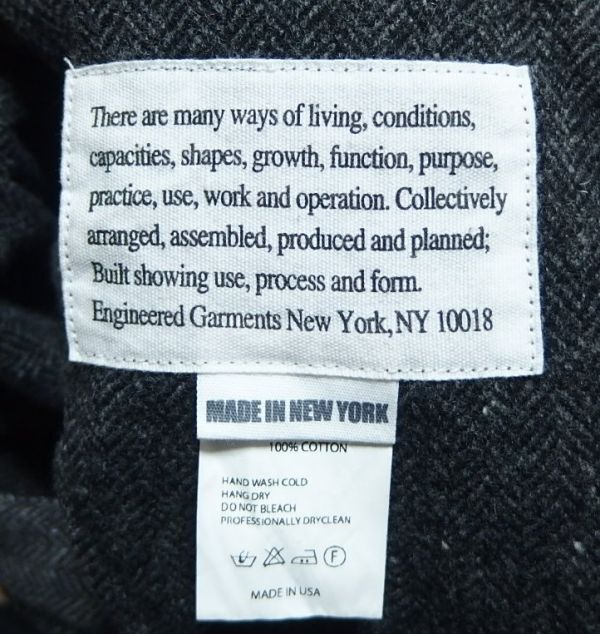 There are many ways of living, conditions,
capacities, shapes, growth, function, purpose,
practice, use, work and operation. Collectively
arranged, assembled, produced and planned;
Built showing use, process and form.
Engineered Garments New York, NY 10018
MADE IN NEW YORK
100% COTTON
HAND WASH COLD
HANG DRY
DO NOT BLEACH
PROFESSIONALLY DRYCLEAN
F
MADE IN USA